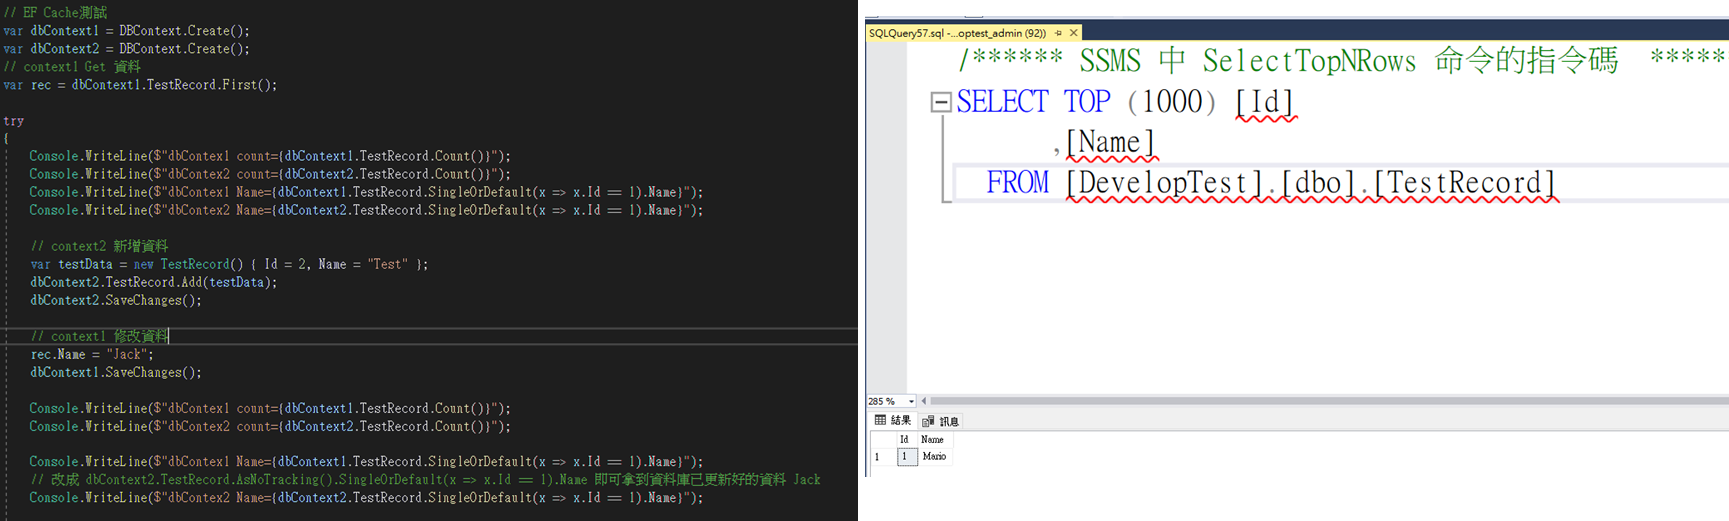 // EF Cache測試
var dbContext1 = DBContext.Create();
var dbContext2 = DBContext.Create();
// context1 Get 資料
var rec = dbContext1.TestRecord.First();
try
{
Console.WriteLine($"dbContex1 count={dbContext1.TestRecord.Count()}");
Console.WriteLine($"dbContex2 count={dbContext2.TestRecord.Count()}");
Console.WriteLine($"dbContex1 Name={dbContext1.TestRecord.SingleOrDefault(x => x.Id == 1).Name}");
Console.WriteLine($"dbContex2 Name={dbContext2.TestRecord.SingleOrDefault(x => x.Id == 1).Name}");
// context2 新增資料
var testData = new TestRecord() { Id = 2, Name = "Test" };
dbContext2.TestRecord.Add(testData);
dbContext2.SaveChanges();
// context1 修改資料
rec.Name = "Jack";
dbContext1.SaveChanges();
Console.WriteLine($"dbContex1 count={dbContext1.TestRecord.Count()}");
Console.WriteLine($"dbContex2 count={dbContext2.TestRecord.Count()}");
Console.WriteLine($"dbContex1 Name={dbContext1.TestRecord.SingleOrDefault(x => x.Id == 1).Name}");
// 改成 dbContext2.TestRecord.AsNoTracking().SingleOrDefault(x => x.Id == 1).Name 即可拿到資料庫已更新好的資料 Jack
Console.WriteLine($"dbContex2 Name={dbContext2.TestRecord.SingleOrDefault(x => x.Id == 1).Name}");
SQLQuery57.sql -...optest_admin (92))
/****** SSMS 中 SelectTopNRows 命令的指令碼 ******
SELECT TOP (1000) [Id]
,[Name]
FROM [DevelopTest].[dbo].[TestRecord]
285 %
結果 訊息
Id Name
1 1 Mario